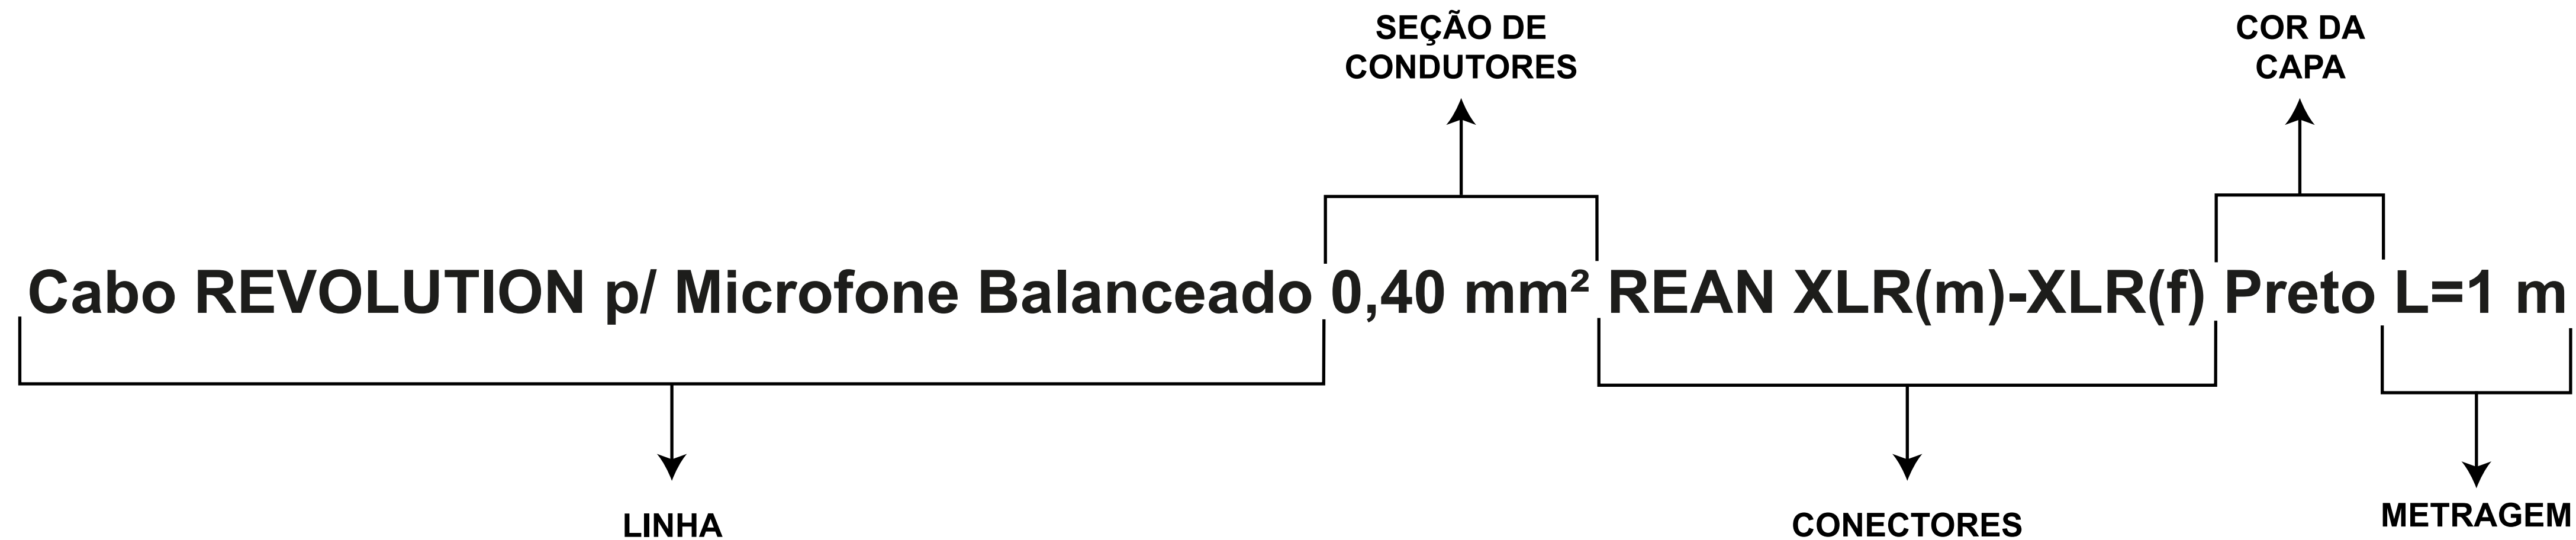 SEÇÃO DE
CONDUTORES
COR DA
CAPA
Cabo REVOLUTION p/ Microfone Balanceado 0,40 mm² REAN XLR(m)-XLR(f) Preto L=1 m
LINHA
CONECTORES
METRAGEM